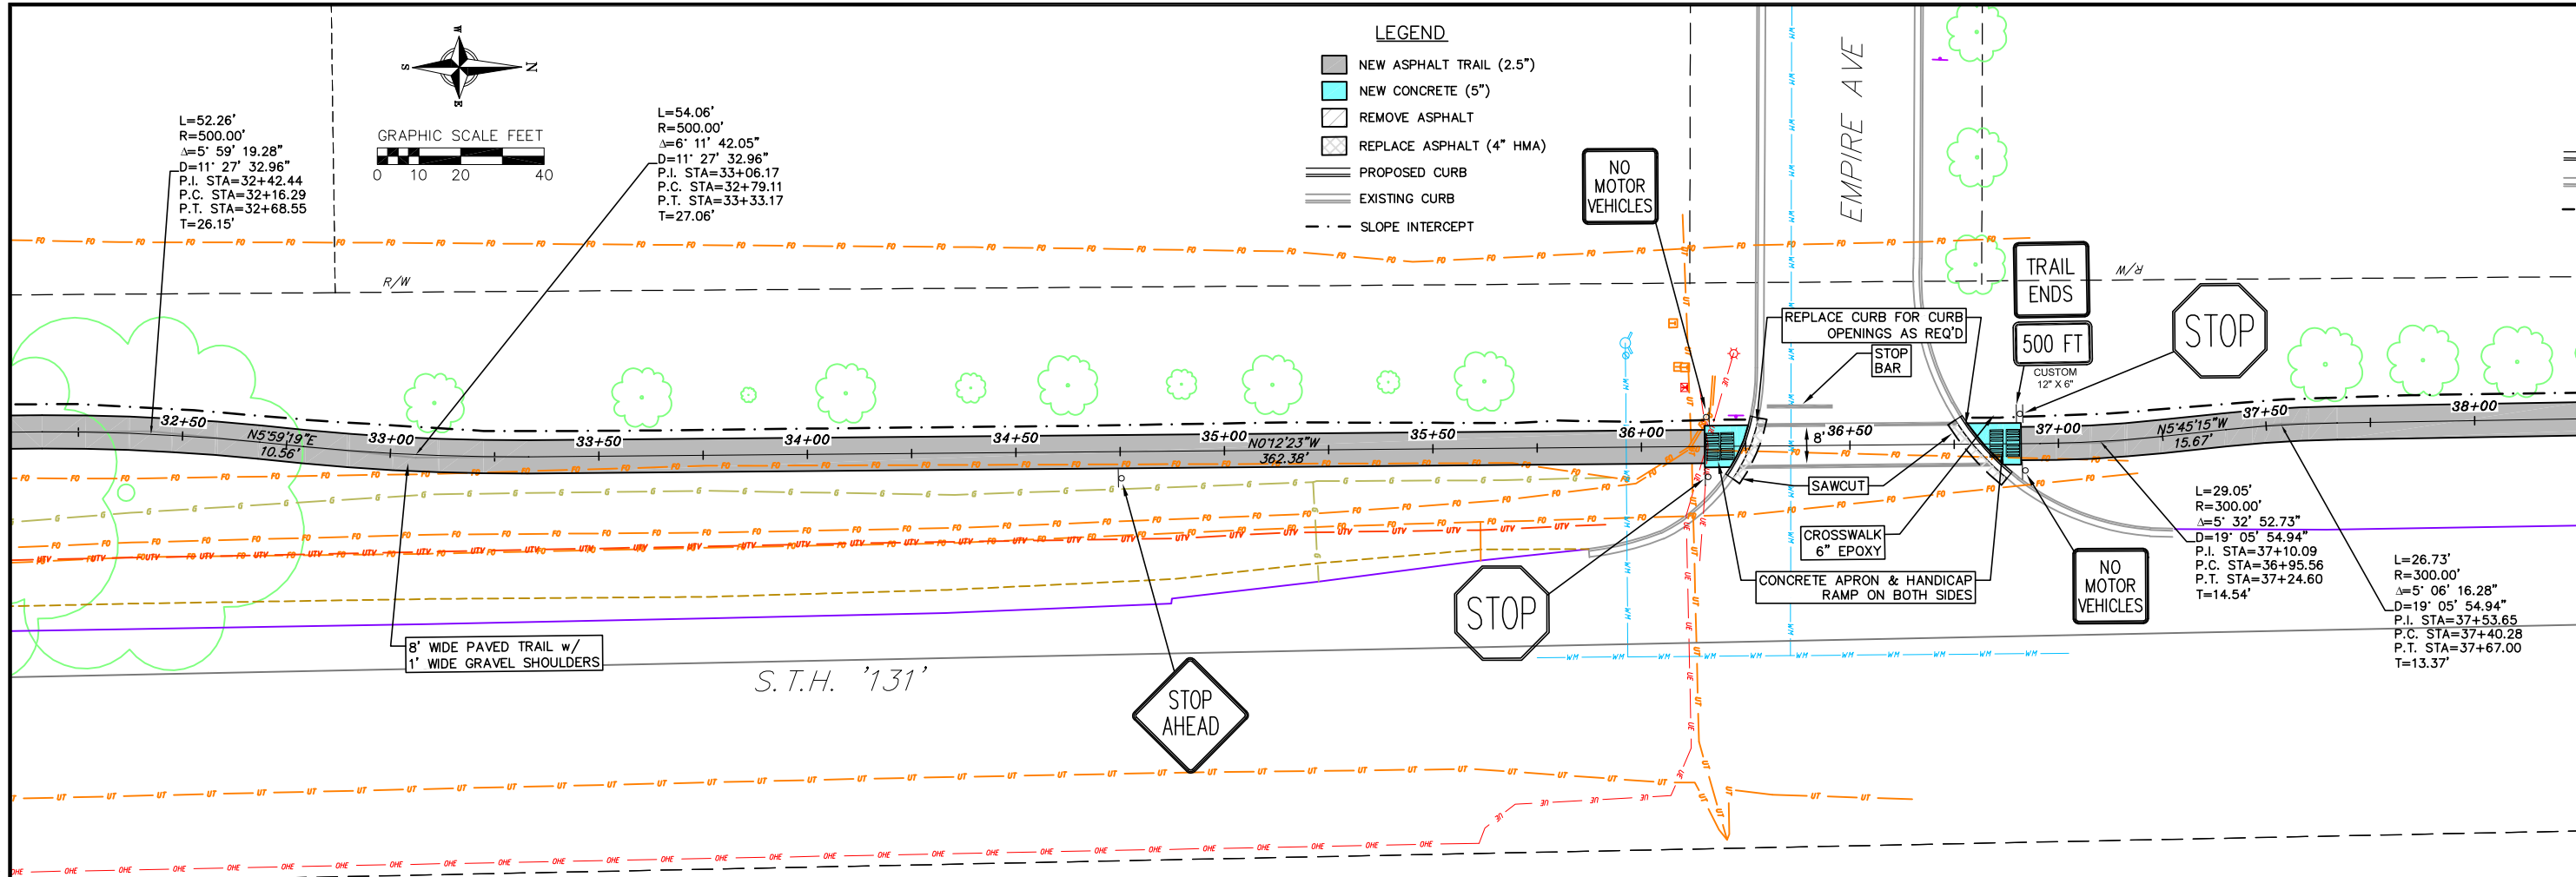 W
S
N
E
GRAPHIC SCALE FEET
0 10 20 40
L=52.26'
R=500.00'
Δ=5° 59' 19.28"
D=11° 27' 32.96"
P.I. STA=32+42.44
P.C. STA=32+16.29
P.T. STA=32+68.55
T=26.15'
L=54.06'
R=500.00'
Δ=6° 11' 42.05"
D=11° 27' 32.96"
P.I. STA=33+06.17
P.C. STA=32+79.11
P.T. STA=33+33.17
T=27.06'
LEGEND
NEW ASPHALT TRAIL (2.5")
NEW CONCRETE (5")
REMOVE ASPHALT
REPLACE ASPHALT (4" HMA)
PROPOSED CURB
EXISTING CURB
SLOPE INTERCEPT
NO
MOTOR
VEHICLES
EMPIRE AVE
R/W
R/W
TRAIL
ENDS
500 FT
CUSTOM
12" X 6"
STOP
REPLACE CURB FOR CURB
OPENINGS AS REQ'D
STOP
BAR
32+50
33+00
33+50
34+00
34+50
35+00
35+50
36+00
36+50
37+00
37+50
38+00
N5°59'19"E
10.56'
N0°12'23"W
362.38'
8'
N5°45'15"W
15.67'
SAWCUT
CROSSWALK
6" EPOXY
CONCRETE APRON & HANDICAP
RAMP ON BOTH SIDES
STOP
NO
MOTOR
VEHICLES
L=29.05'
R=300.00'
Δ=5° 32' 52.73"
D=19° 05' 54.94"
P.I. STA=37+10.09
P.C. STA=36+95.56
P.T. STA=37+24.60
T=14.54'
L=26.73'
R=300.00'
Δ=5° 06' 16.28"
D=19° 05' 54.94"
P.I. STA=37+53.65
P.C. STA=37+40.28
P.T. STA=37+67.00
T=13.37'
8' WIDE PAVED TRAIL w/
1' WIDE GRAVEL SHOULDERS
S.T.H. '131'
STOP
AHEAD
FO
G
UTV
WM
UT
UE
OHE